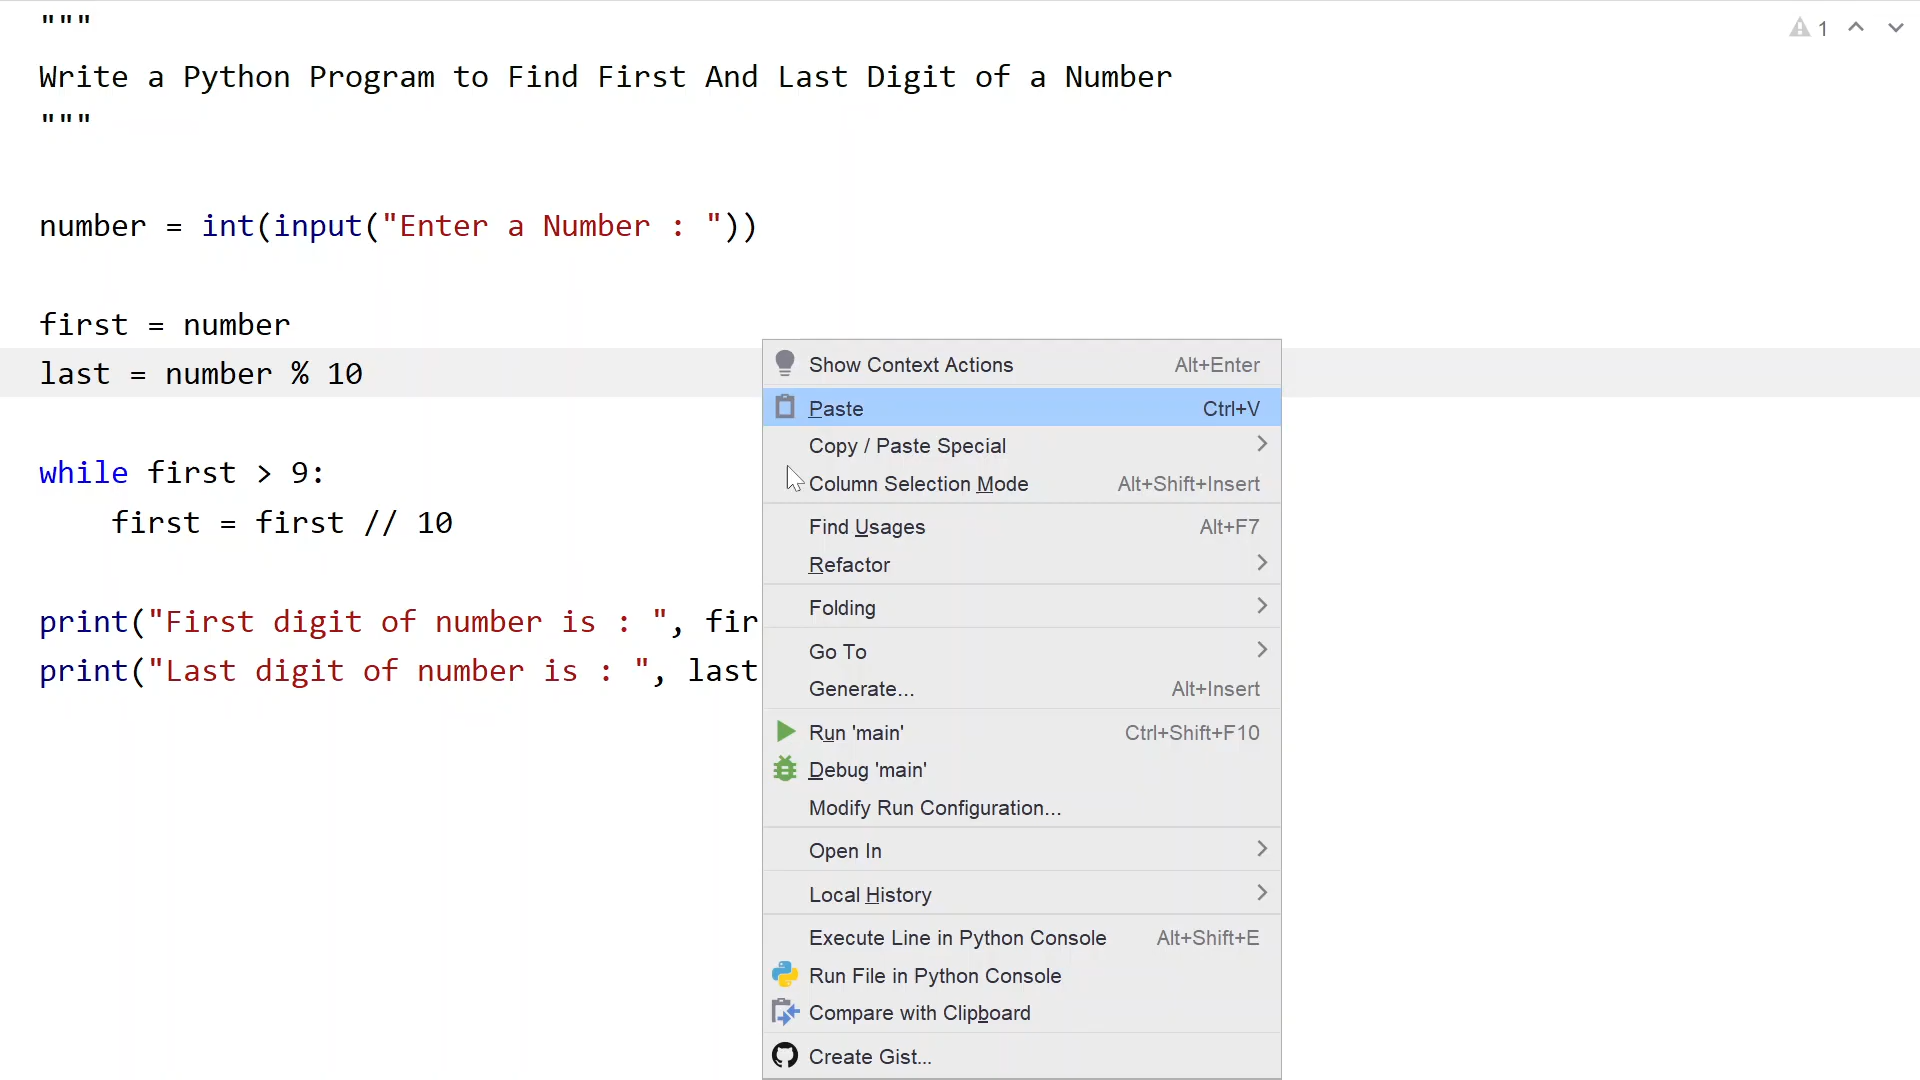 """
Write a Python Program to Find First And Last Digit of a Number
"""
1
number = int(input("Enter a Number : "))
first = number
last = number % 10
while first > 9:
    first = first // 10
print("First digit of number is : ", fir
print("Last digit of number is : ", last
Show Context Actions Alt+Enter
Paste Ctrl+V
Copy / Paste Special
Column Selection Mode Alt+Shift+Insert
Find Usages Alt+F7
Refactor
Folding
Go To
Generate... Alt+Insert
Run 'main' Ctrl+Shift+F10
Debug 'main'
Modify Run Configuration...
Open In
Local History
Execute Line in Python Console Alt+Shift+E
Run File in Python Console
Compare with Clipboard
Create Gist...